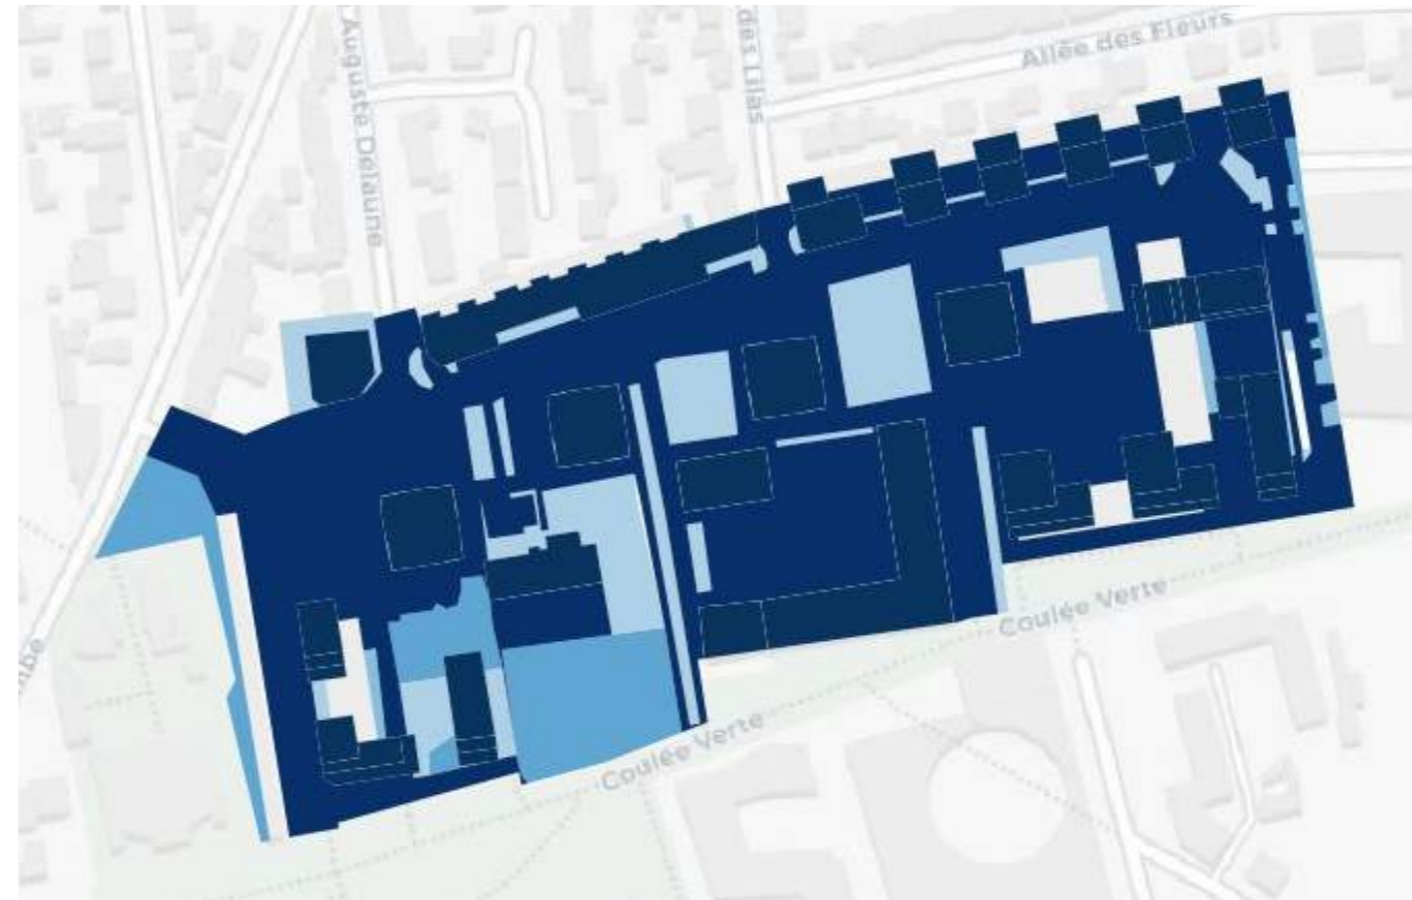 Auguste Delaune
des Lilas
Allée des Fleurs
Coulée Verte
Coulée Verte